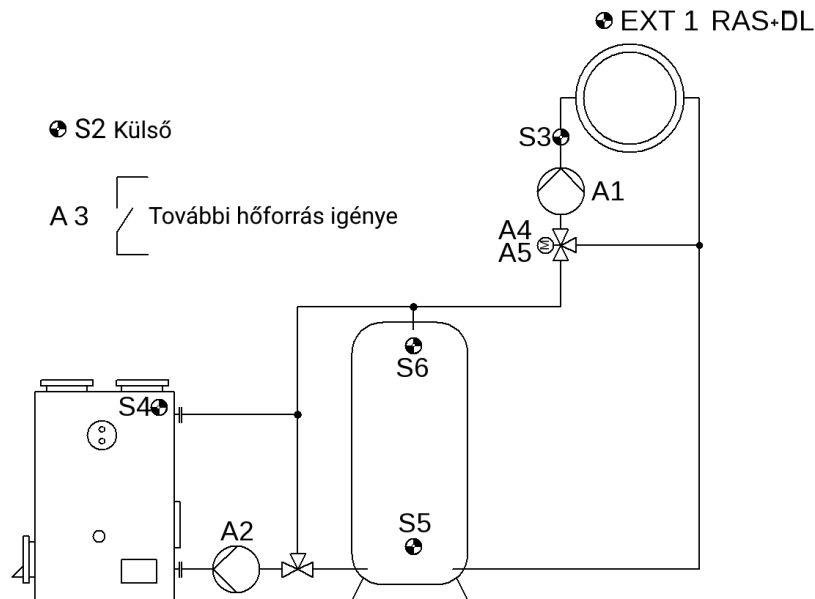 EXT 1 RAS+DL
S2 Külső
S3
A1
A 3 További hőforrás igénye
A4
M
A5
S6
S4
S5
A2